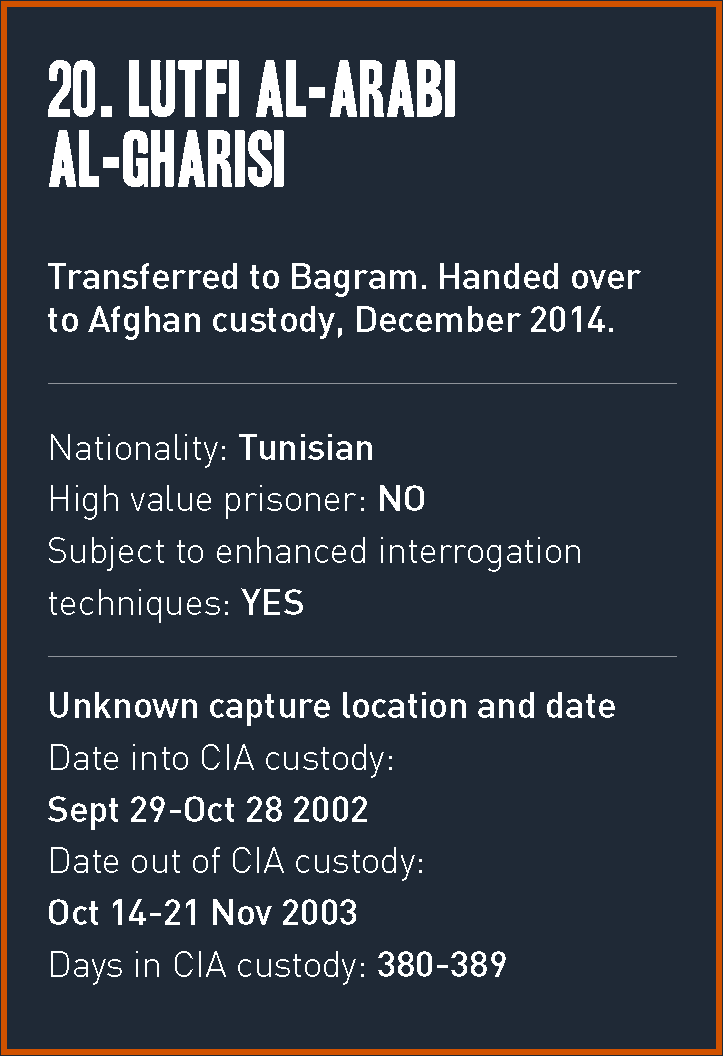 20. LUTFI AL-ARABI
AL-GHARISI
Transferred to Bagram. Handed over
to Afghan custody, December 2014.
Nationality: Tunisian
High value prisoner: NO
Subject to enhanced interrogation
techniques: YES
Unknown capture location and date
Date into CIA custody:
Sept 29-Oct 28 2002
Date out of CIA custody:
Oct 14-21 Nov 2003
Days in CIA custody: 380-389